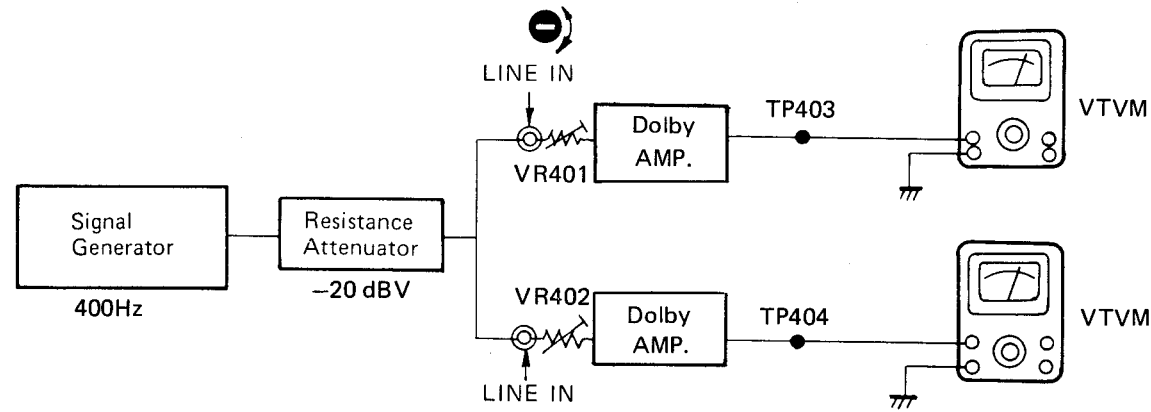 LINE IN
Dolby
AMP.
TP403
VTVM
VR401
Signal
Generator
Resistance
Attenuator
400Hz
–20 dBV
VR402
Dolby
AMP.
TP404
VTVM
LINE IN